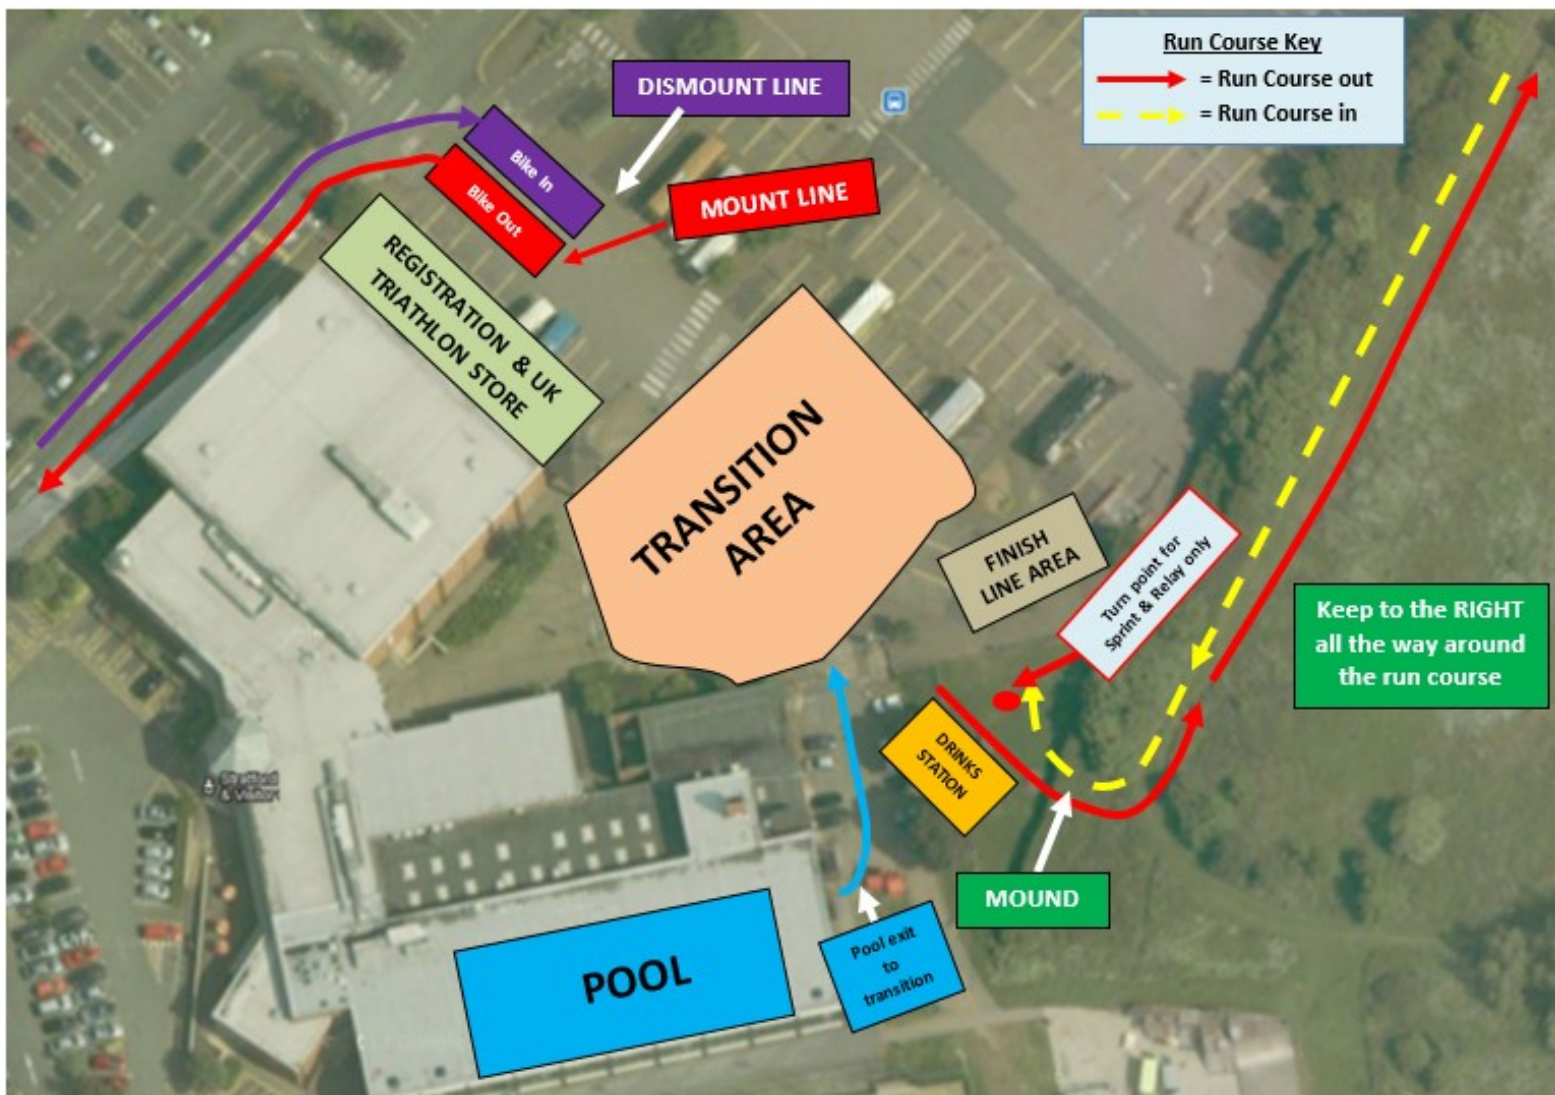 Run Course Key
= Run Course out
= Run Course in
DISMOUNT LINE
Bike In
Bike Out
MOUNT LINE
REGISTRATION & UK
TRIATHLON STORE
TRANSITION
AREA
FINISH
LINE AREA
Turn point for
Sprint & Relay only
Keep to the RIGHT
all the way around
the run course
DRINKS
STATION
Stratford
& Visitor
MOUND
POOL
Pool exit
to
transition